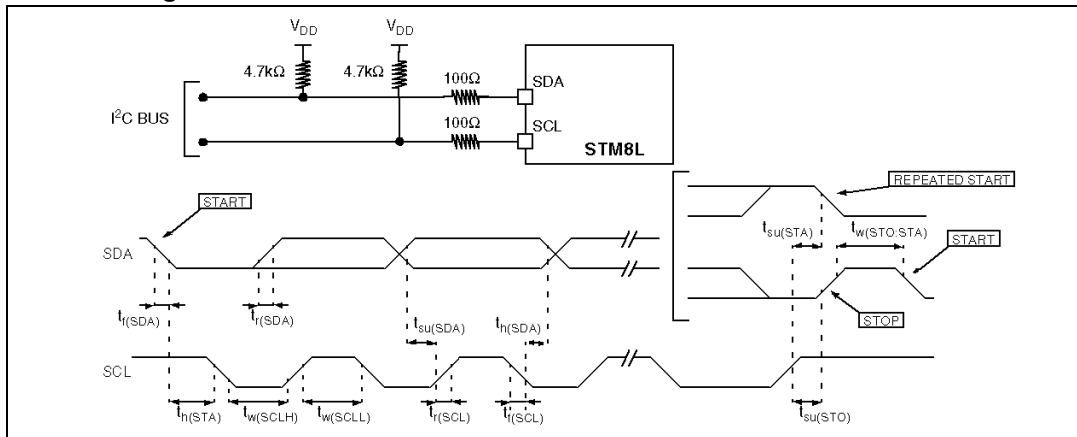 VDD VDD
4.7kΩ 4.7kΩ 100Ω SDA
I²C BUS
100Ω SCL
STM8L
REPEATED START
START
tsu(STA) tw(STO:STA) START
SDA
tf(SDA) tr(SDA) tsu(SDA) th(SDA) STOP
SCL
th(STA) tw(SCLH) tw(SCLL) tr(SCL) tf(SCL) tsu(STO)